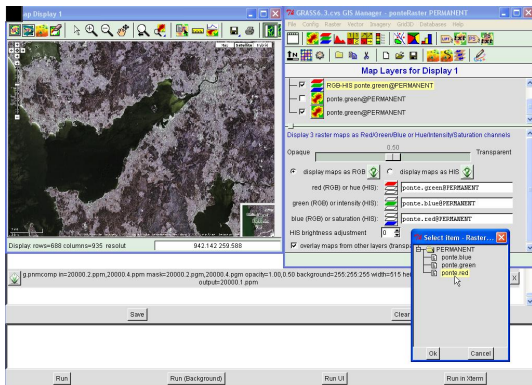 ap Display 1
GRASS6.3.cvs GIS Manager - ponteRaster PERMANENT
File Config Raster Vector Imagery Grid3D Databases Help
Map Layers for Display 1
RGB-HIS ponte.green@PERMANENT
ponte.green@PERMANENT
ponte.green@PERMANENT
Display 3 raster maps as Red/Green/Blue or Hue/Intensity/Saturation channels
0.50
Opaque
Transparent
display maps as RGB
display maps as HIS
red (RGB) or hue (HIS):
ponte.green@PERMANENT
green (RGB) or intensity (HIS):
ponte.blue@PERMANENT
blue (RGB) or saturation (HIS):
ponte.red@PERMANENT
HIS brightness adjustment
0
overlay maps from other layers (transpa
Display: rows=688 columns=935 resolut
942.142 259.588
Select item - Raster...
PERMANENT
ponte.blue
ponte.green
ponte.red
Ok
Cancel
g.pnmcomp in=20000.2.ppm,20000.4.ppm mask=20000.2.pgm,20000.4.pgm opacity=1.00,0.50 background=255:255:255 width=515 hei
output=20000.1.ppm
Save
Clear
Run
Run (Background)
Run UI
Run in Xterm